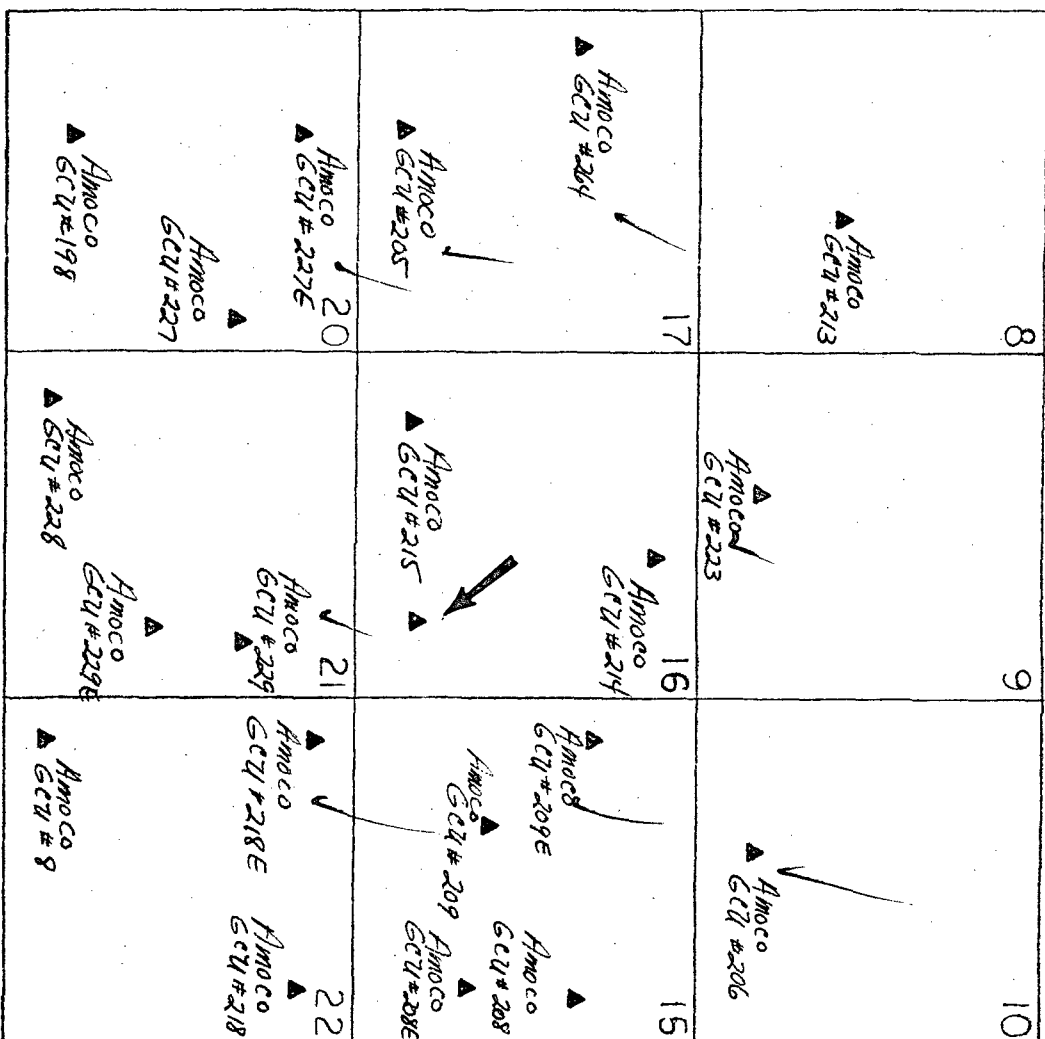 8
Amoco
GCU #213
9
Amoco
GCU #223
10
Amoco
GCU #206
17
Amoco
GCU #264
Amoco
GCU #205
16
Amoco
GCU #214
Amoco
GCU #215
15
Amoco
GCU #209E
Amoco
GCU #209
Amoco
GCU #208
Amoco
GCU #208E
20
Amoco
GCU #227E
Amoco
GCU #227
Amoco
GCU #198
21
Amoco
GCU #229
Amoco
GCU #229E
Amoco
GCU #228
22
Amoco
GCU #218E
Amoco
GCU #218
Amoco
GCU #8